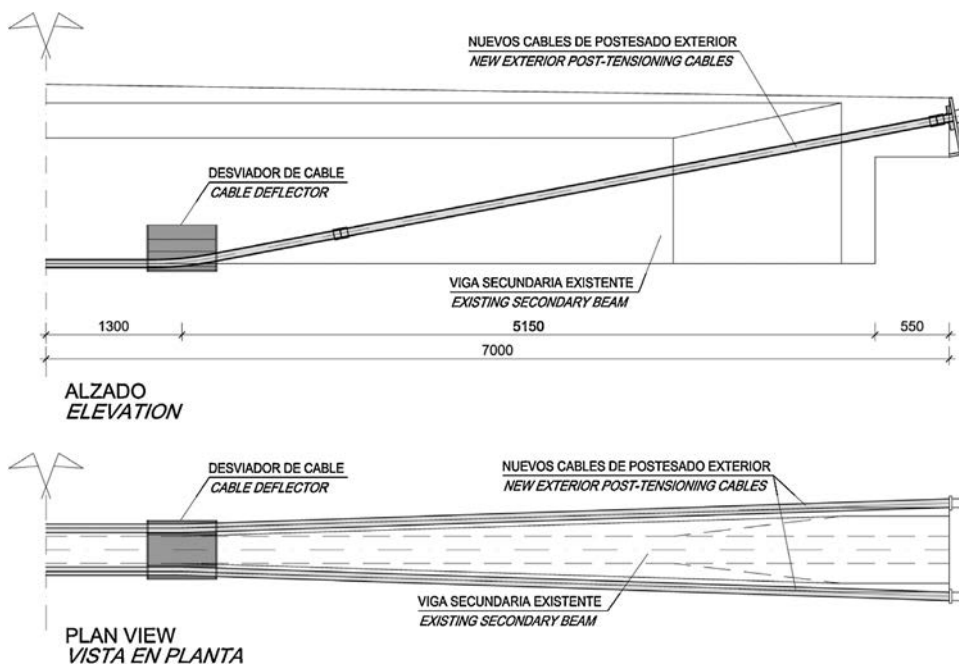 NUEVOS CABLES DE POSTESADO EXTERIOR
NEW EXTERIOR POST-TENSIONING CABLES
DESVIADOR DE CABLE
CABLE DEFLECTOR
VIGA SECUNDARIA EXISTENTE
EXISTING SECONDARY BEAM
1300
5150
550
7000
ALZADO
ELEVATION
DESVIADOR DE CABLE
CABLE DEFLECTOR
NUEVOS CABLES DE POSTESADO EXTERIOR
NEW EXTERIOR POST-TENSIONING CABLES
VIGA SECUNDARIA EXISTENTE
EXISTING SECONDARY BEAM
PLAN VIEW
VISTA EN PLANTA